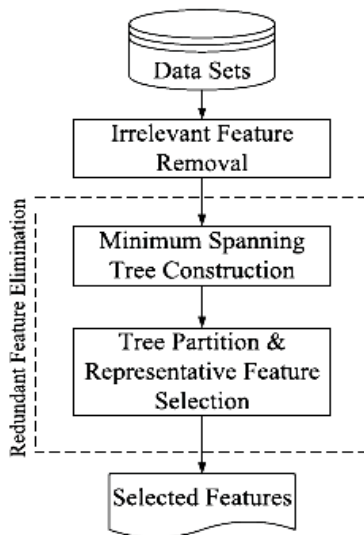 Data Sets
Irrelevant Feature
Removal
Redundant Feature Elimination
Minimum Spanning
Tree Construction
Tree Partition &
Representative Feature
Selection
Selected Features